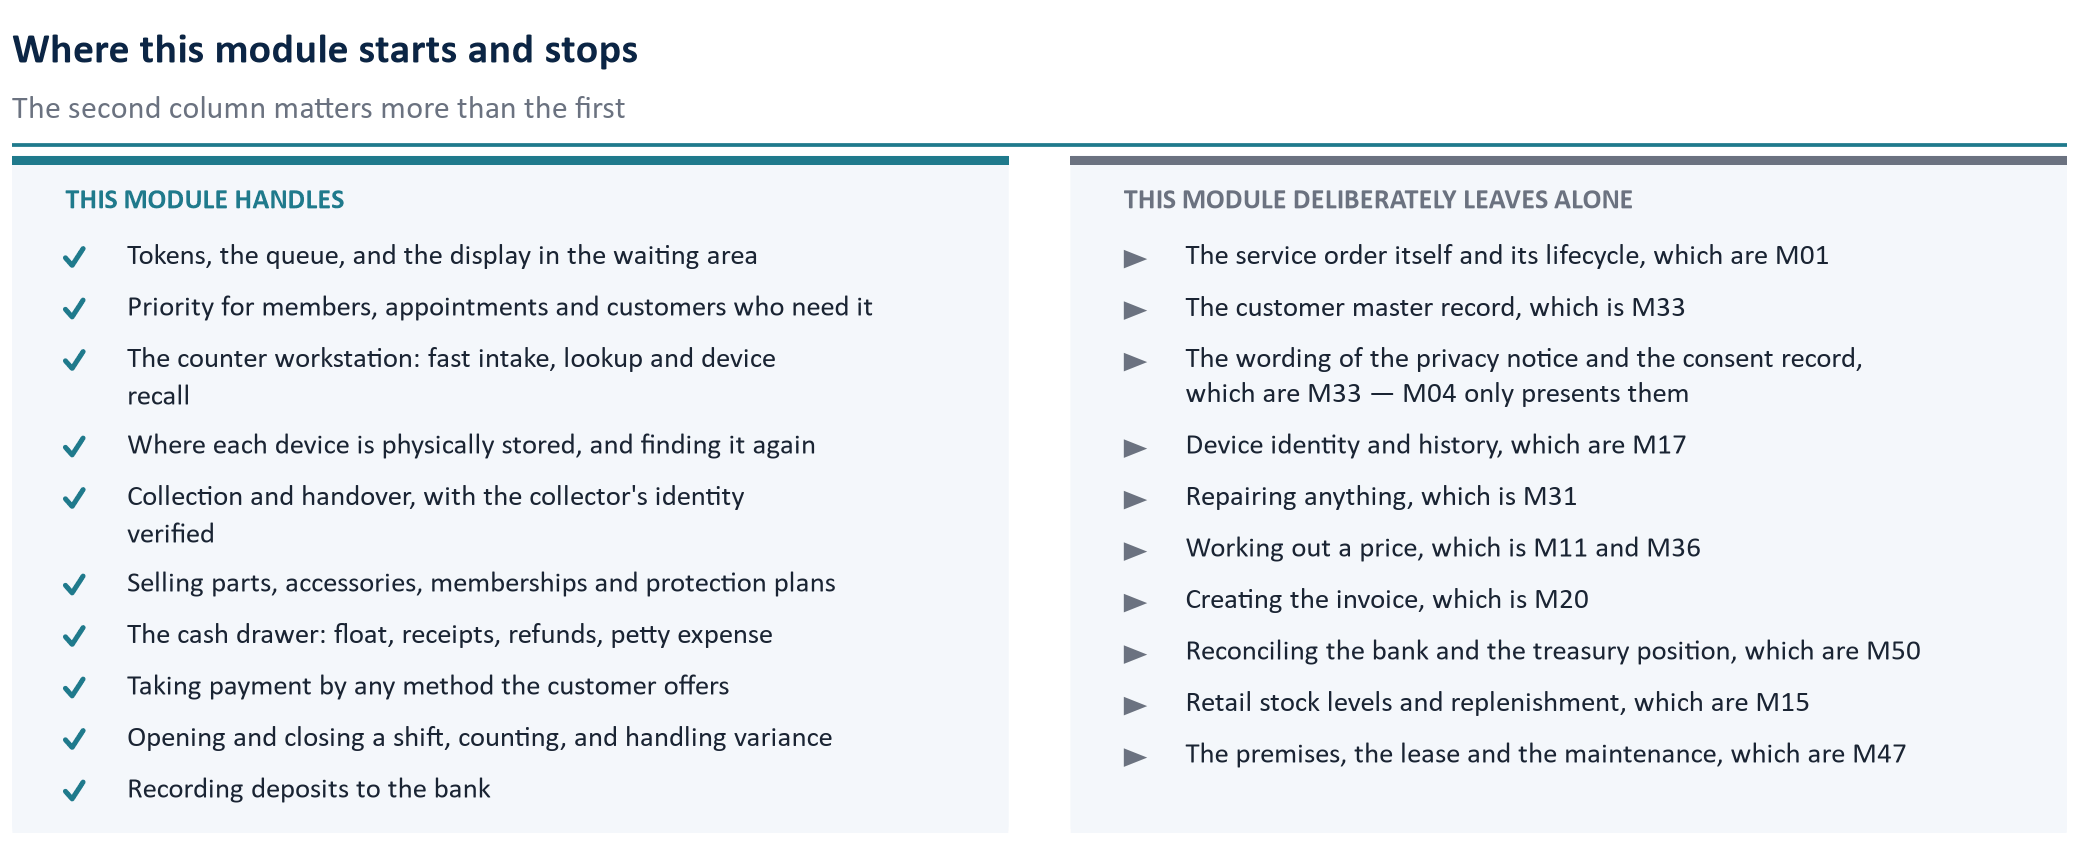 Where this module starts and stops
The second column matters more than the first
THIS MODULE HANDLES
Tokens, the queue, and the display in the waiting area
Priority for members, appointments and customers who need it
The counter workstation: fast intake, lookup and device
recall
Where each device is physically stored, and finding it again
Collection and handover, with the collector's identity
verified
Selling parts, accessories, memberships and protection plans
The cash drawer: float, receipts, refunds, petty expense
Taking payment by any method the customer offers
Opening and closing a shift, counting, and handling variance
Recording deposits to the bank
THIS MODULE DELIBERATELY LEAVES ALONE
The service order itself and its lifecycle, which are M01
The customer master record, which is M33
The wording of the privacy notice and the consent record,
which are M33 — M04 only presents them
Device identity and history, which are M17
Repairing anything, which is M31
Working out a price, which is M11 and M36
Creating the invoice, which is M20
Reconciling the bank and the treasury position, which are M50
Retail stock levels and replenishment, which are M15
The premises, the lease and the maintenance, which are M47